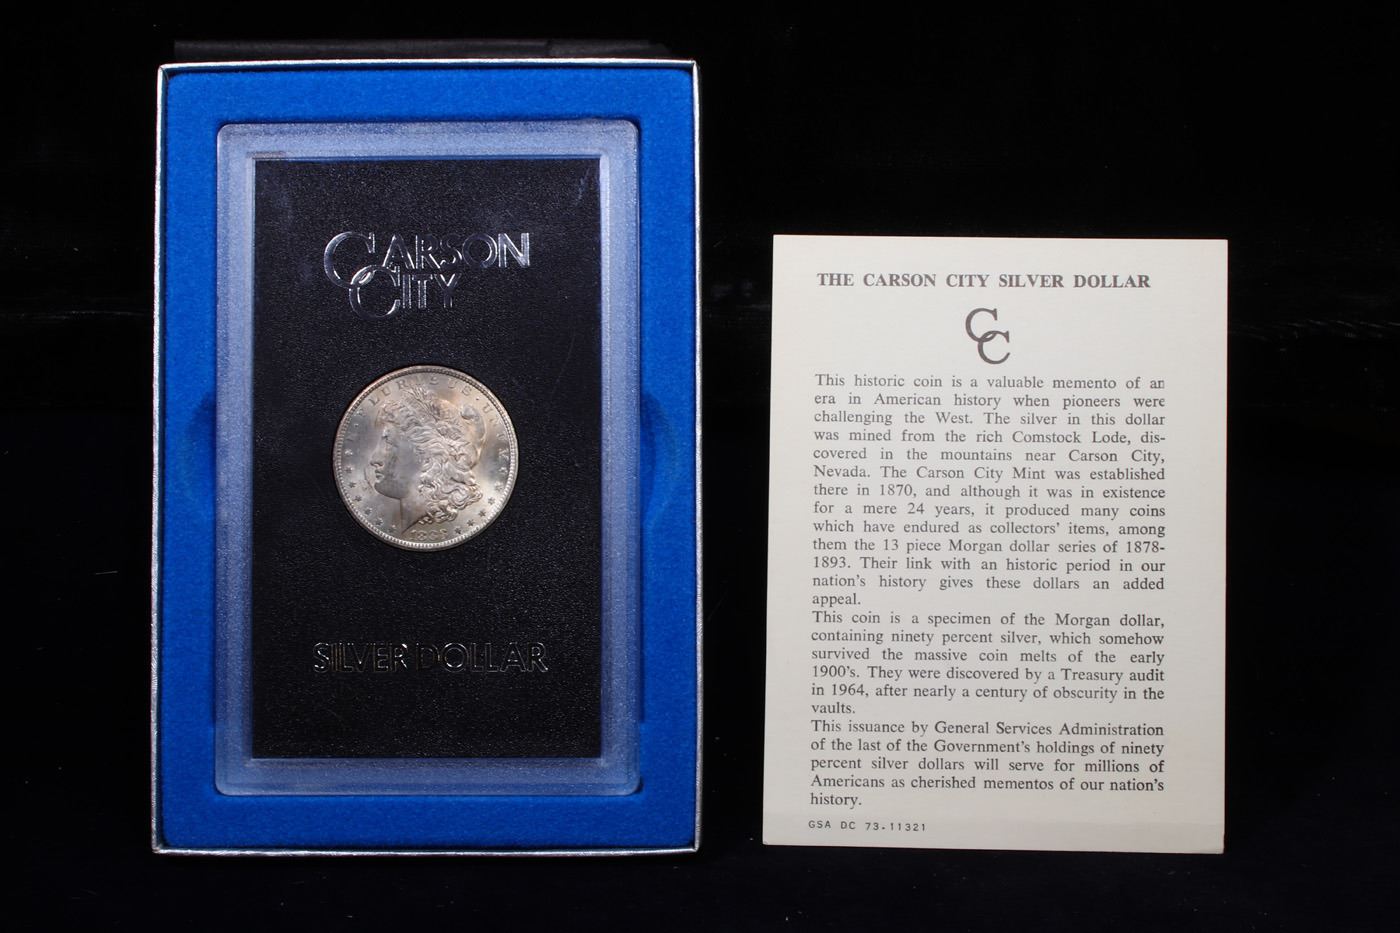 CARSON
CITY
E·PLURIBUS·UNUM
SILVER DOLLAR
THE CARSON CITY SILVER DOLLAR
CC
This historic coin is a valuable memento of an
era in American history when pioneers were
challenging the West. The silver in this dollar
was mined from the rich Comstock Lode, dis-
covered in the mountains near Carson City,
Nevada. The Carson City Mint was established
there in 1870, and although it was in existence
for a mere 24 years, it produced many coins
which have endured as collectors' items, among
them the 13 piece Morgan dollar series of 1878-
1893. Their link with an historic period in our
nation's history gives these dollars an added
appeal.
This coin is a specimen of the Morgan dollar,
containing ninety percent silver, which somehow
survived the massive coin melts of the early
1900's. They were discovered by a Treasury audit
in 1964, after nearly a century of obscurity in the
vaults.
This issuance by General Services Administration
of the last of the Government's holdings of ninety
percent silver dollars will serve for millions of
Americans as cherished mementos of our nation's
history.
GSA DC 73-11321